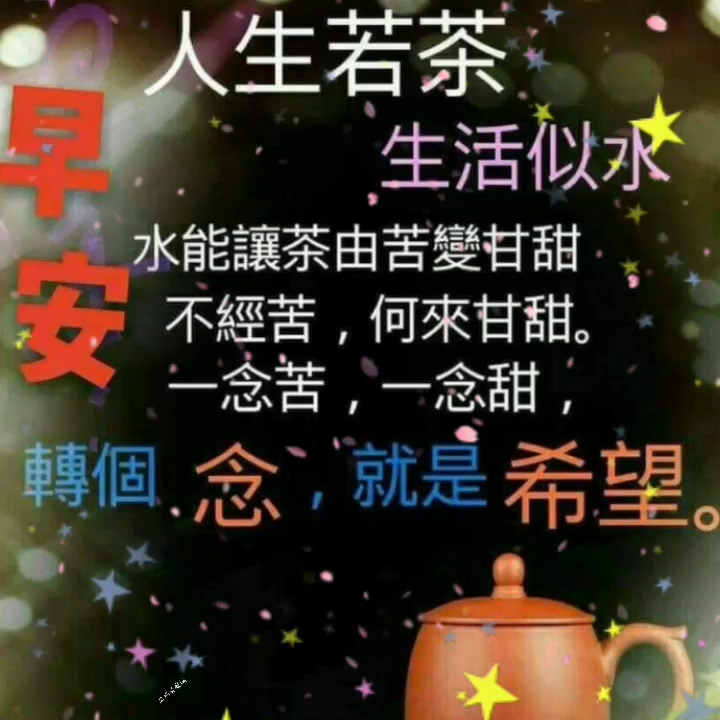 人生若茶
早安
生活似水
水能讓茶由苦變甘甜
不經苦，何來甘甜。
一念苦，一念甜，
轉個念，就是希望。